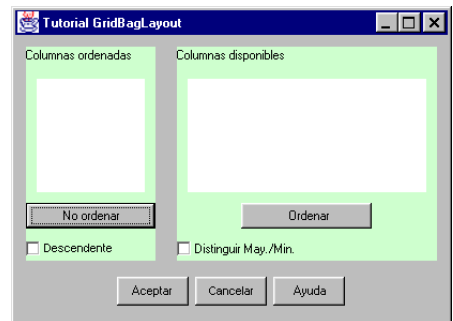 Tutorial GridBagLayout
Columnas ordenadas
Columnas disponibles
No ordenar
Ordenar
Descendente
Distinguir May./Min.
Aceptar
Cancelar
Ayuda